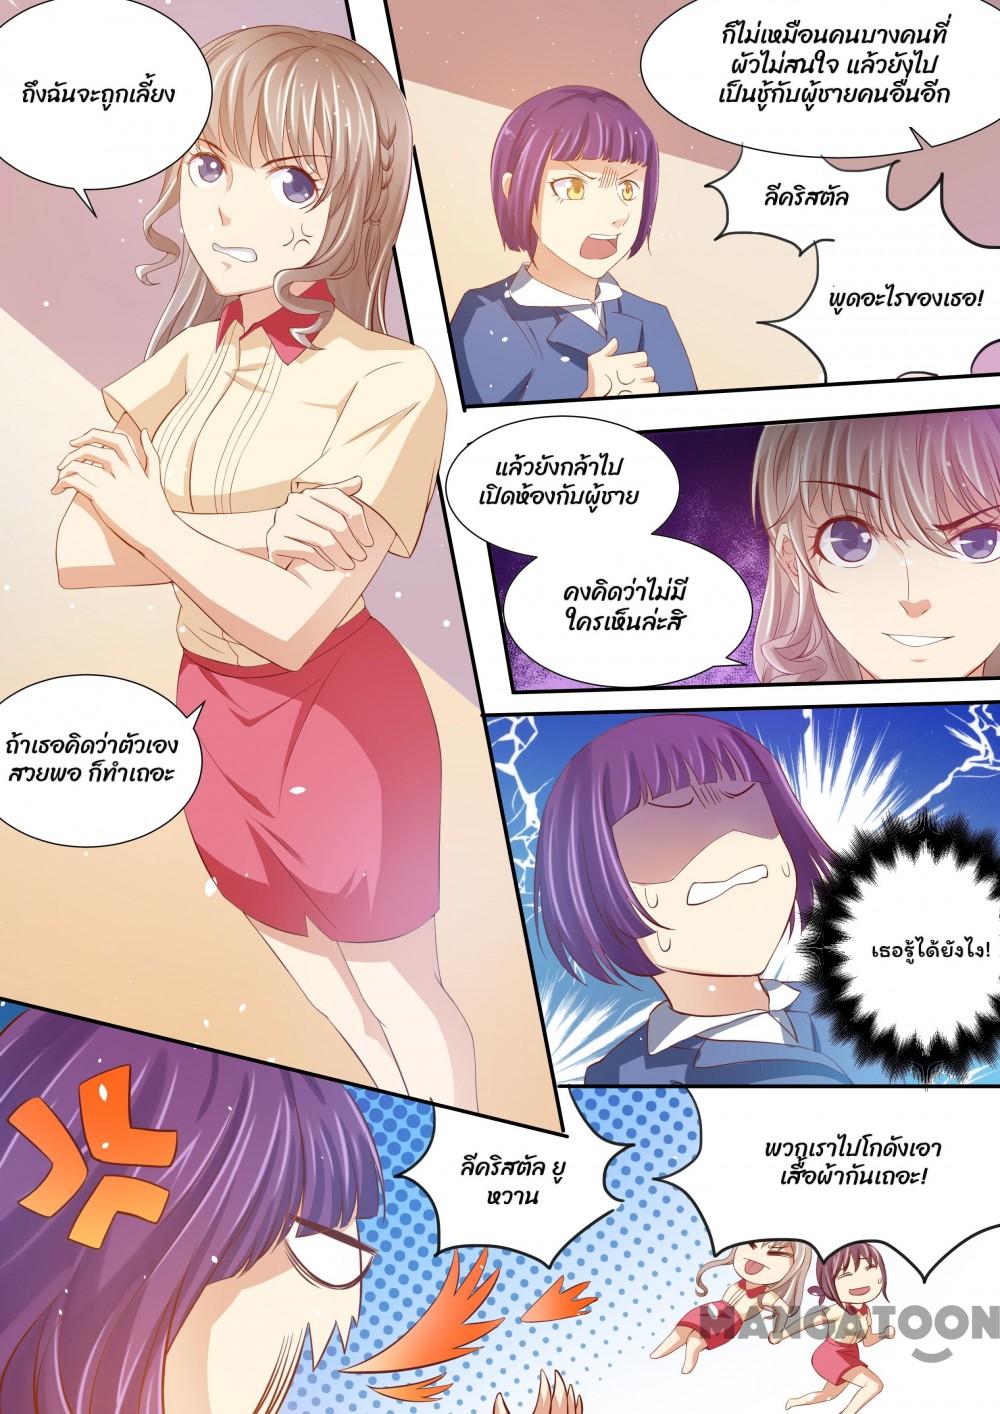 ถึงฉันจะถูกเลี้ยง
ก็ไม่เหมือนคนบางคนที่
ผัวไม่สนใจ แล้วยังไป
เป็นชู้กับผู้ชายคนอื่นอีก
ลีคริสตัล
พูดอะไรของเธอ!
แล้วยังกล้าไป
เปิดห้องกับผู้ชาย
คงคิดว่าไม่มี
ใครเห็นล่ะสิ
ถ้าเธอคิดว่าตัวเอง
สวยพอ ก็ทำเถอะ
เธอรู้ได้ยังไง!
ลีคริสตัล ยู
หวาน
พวกเราไปโกดังเอา
เสื้อผ้ากันเถอะ!
MANGATOON